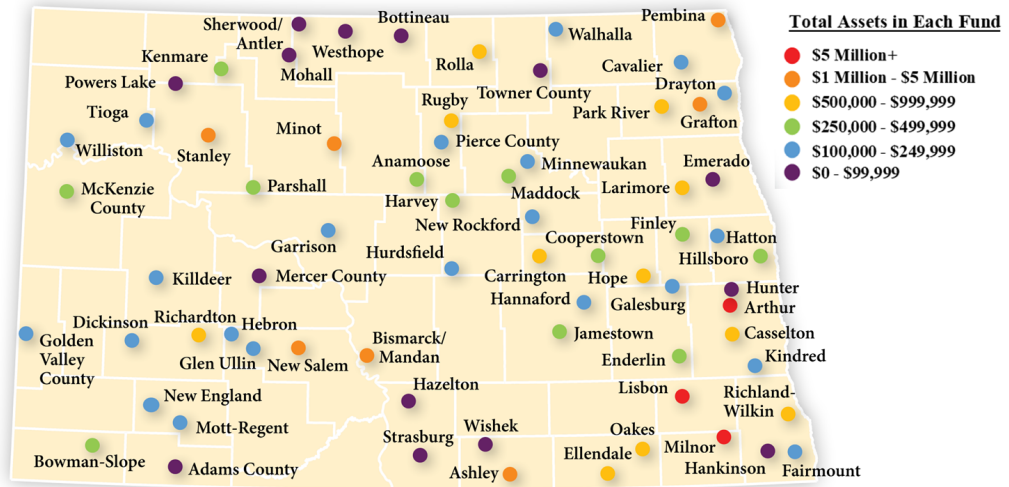 Sherwood/
Antler
Bottineau
Westhope
Mohall
Kenmare
Powers Lake
Tioga
Williston
Stanley
Minot
McKenzie
County
Parshall
Rolla
Towner County
Walhalla
Pembina
Cavalier
Drayton
Park River
Grafton
Rugby
Pierce County
Anamoose
Minnewaukan
Maddock
Harvey
Larimore
Emerado
New Rockford
Garrison
Hurdsfield
Cooperstown
Finley
Hatton
Hillsboro
Carrington
Hope
Killdeer
Mercer County
Hannaford
Galesburg
Hunter
Arthur
Golden
Valley
County
Dickinson
Richardton
Hebron
Glen Ullin
New Salem
Bismarck/
Mandan
Jamestown
Casselton
Enderlin
Kindred
New England
Mott-Regent
Hazelton
Lisbon
Richland-
Wilkin
Bowman-Slope
Adams County
Strasburg
Wishek
Ashley
Oakes
Ellendale
Milnor
Hankinson
Fairmount
Total Assets in Each Fund
$5 Million+
$1 Million - $5 Million
$500,000 - $999,999
$250,000 - $499,999
$100,000 - $249,999
$0 - $99,999